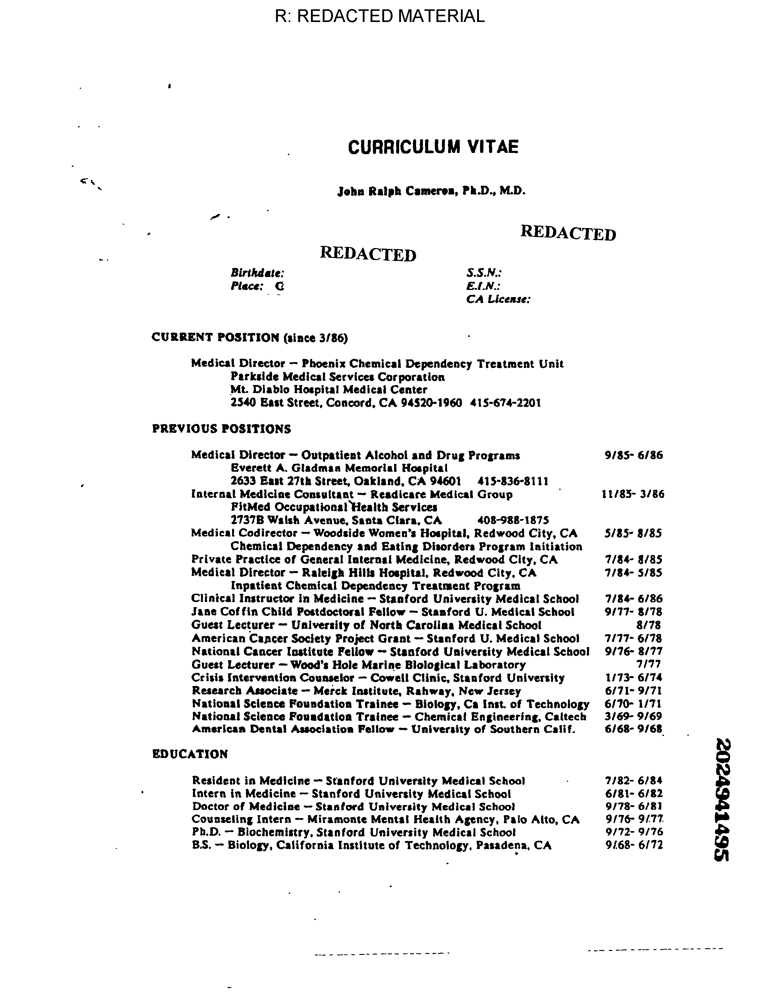 R: REDACTED MATERIAL
CURRICULUM VITAE
John Ralph Cameron, Ph.D., M.D.
REDACTED
REDACTED
Birthdate: S.S.N.:
Place: C E.I.N.:
CA License:
CURRENT POSITION (since 3/86)
Medical Director — Phoenix Chemical Dependency Treatment Unit
Parkside Medical Services Corporation
Mt. Diablo Hospital Medical Center
2540 East Street, Concord, CA 94520-1960 415-674-2201
PREVIOUS POSITIONS
Medical Director — Outpatient Alcohol and Drug Programs 9/85- 6/86
Everett A. Gladman Memorial Hospital
2633 East 27th Street, Oakland, CA 94601 415-836-8111
Internal Medicine Consultant — Readicare Medical Group 11/85- 3/86
FitMed Occupational Health Services
2737B Walsh Avenue, Santa Clara, CA 408-988-1875
Medical Codirector — Woodside Women's Hospital, Redwood City, CA 5/85- 8/85
Chemical Dependency and Eating Disorders Program Initiation
Private Practice of General Internal Medicine, Redwood City, CA 7/84- 8/85
Medical Director — Raleigh Hills Hospital, Redwood City, CA 7/84- 5/85
Inpatient Chemical Dependency Treatment Program
Clinical Instructor in Medicine — Stanford University Medical School 7/84- 6/86
Jane Coffin Child Postdoctoral Fellow — Stanford U. Medical School 9/77- 8/78
Guest Lecturer — University of North Carolina Medical School 8/78
American Cancer Society Project Grant — Stanford U. Medical School 7/77- 6/78
National Cancer Institute Fellow — Stanford University Medical School 9/76- 8/77
Guest Lecturer — Wood's Hole Marine Biological Laboratory 7/77
Crisis Intervention Counselor — Cowell Clinic, Stanford University 1/73- 6/74
Research Associate — Merck Institute, Rahway, New Jersey 6/71- 9/71
National Science Foundation Trainee — Biology, Ca Inst. of Technology 6/70- 1/71
National Science Foundation Trainee — Chemical Engineering, Caltech 3/69- 9/69
American Dental Association Fellow — University of Southern Calif. 6/68- 9/68
EDUCATION
Resident in Medicine — Stanford University Medical School 7/82- 6/84
Intern in Medicine — Stanford University Medical School 6/81- 6/82
Doctor of Medicine — Stanford University Medical School 9/78- 6/81
Counseling Intern — Miramonte Mental Health Agency, Palo Alto, CA 9/76- 9/77
Ph.D. — Biochemistry, Stanford University Medical School 9/72- 9/76
B.S. — Biology, California Institute of Technology, Pasadena, CA 9/68- 6/72
2024941495